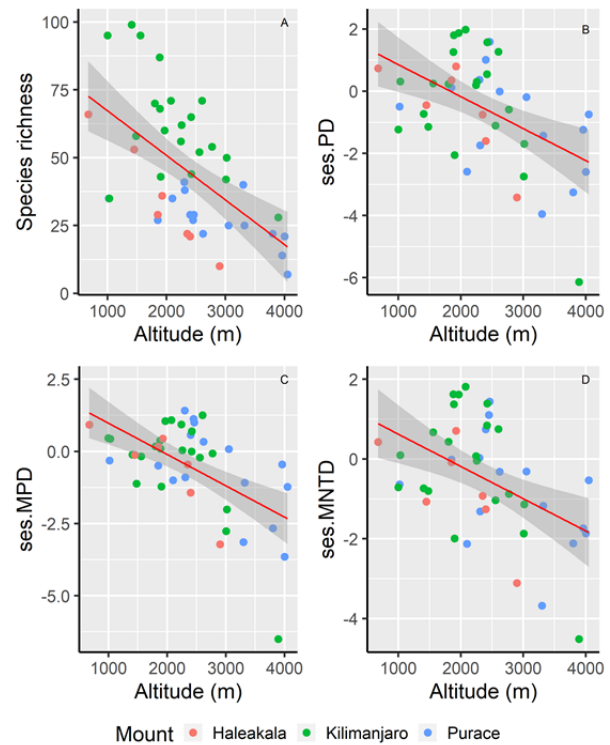 A
Species richness
100
75
50
25
0
1000 2000 3000 4000
Altitude (m)
B
ses.PD
2
0
-2
-4
-6
1000 2000 3000 4000
Altitude (m)
C
ses.MPD
2.5
0.0
-2.5
-5.0
1000 2000 3000 4000
Altitude (m)
D
ses.MNTD
2
0
-2
-4
1000 2000 3000 4000
Altitude (m)
Mount Haleakala Kilimanjaro Purace